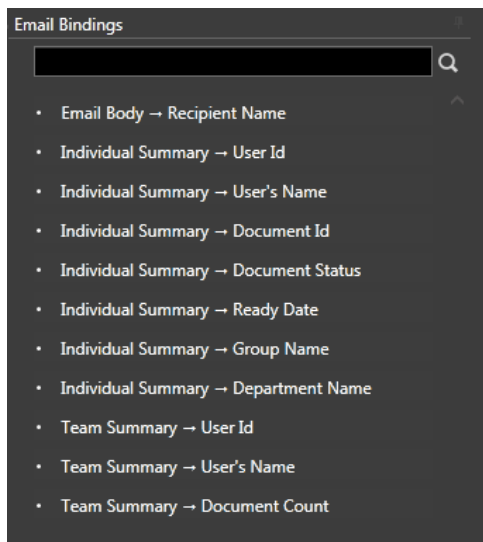 Email Bindings
• Email Body → Recipient Name
• Individual Summary → User Id
• Individual Summary → User's Name
• Individual Summary → Document Id
• Individual Summary → Document Status
• Individual Summary → Ready Date
• Individual Summary → Group Name
• Individual Summary → Department Name
• Team Summary → User Id
• Team Summary → User's Name
• Team Summary → Document Count